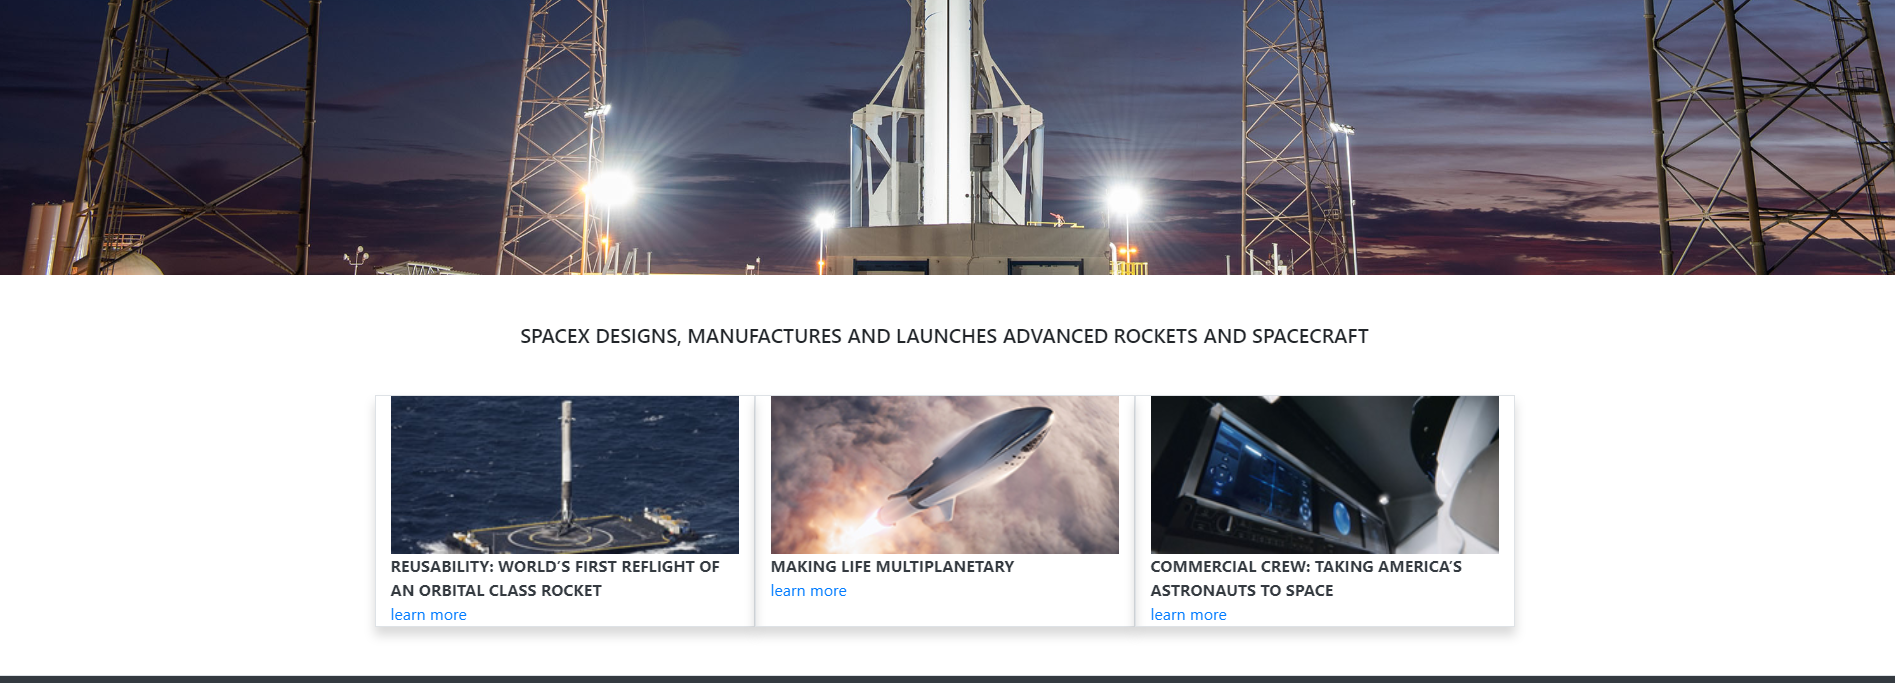 SPACEX DESIGNS, MANUFACTURES AND LAUNCHES ADVANCED ROCKETS AND SPACECRAFT
REUSABILITY: WORLD’S FIRST REFLIGHT OF
AN ORBITAL CLASS ROCKET
learn more
MAKING LIFE MULTIPLANETARY
learn more
COMMERCIAL CREW: TAKING AMERICA’S
ASTRONAUTS TO SPACE
learn more